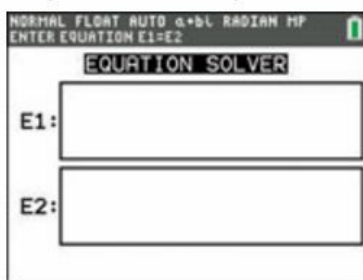 NORMAL FLOAT AUTO a+bi RADIAN MP
ENTER EQUATION E1=E2
EQUATION SOLVER
E1:
E2: